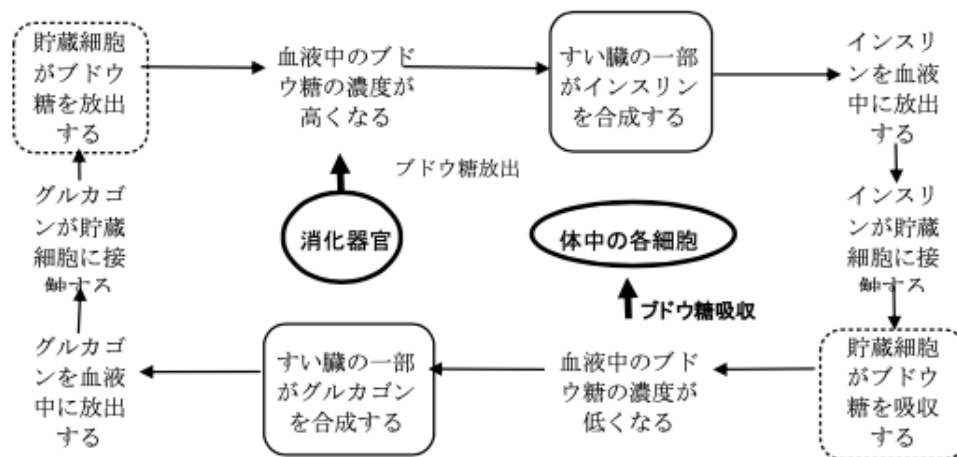 貯蔵細胞
がブドウ
糖を放出
する
血液中のブド
ウ糖の濃度が
高くなる
すい臓の一部
がインスリン
を合成する
インスリ
ンを血液
中に放出
する
ブドウ糖放出
グルカゴ
ンが貯蔵
細胞に接
触する
消化器官
体中の各細胞
インスリ
ンが貯蔵
細胞に接
触する
ブドウ糖吸収
グルカゴ
ンを血液
中に放出
する
すい臓の一部
がグルカゴン
を合成する
血液中のブド
ウ糖の濃度が
低くなる
貯蔵細胞
がブドウ
糖を吸収
する